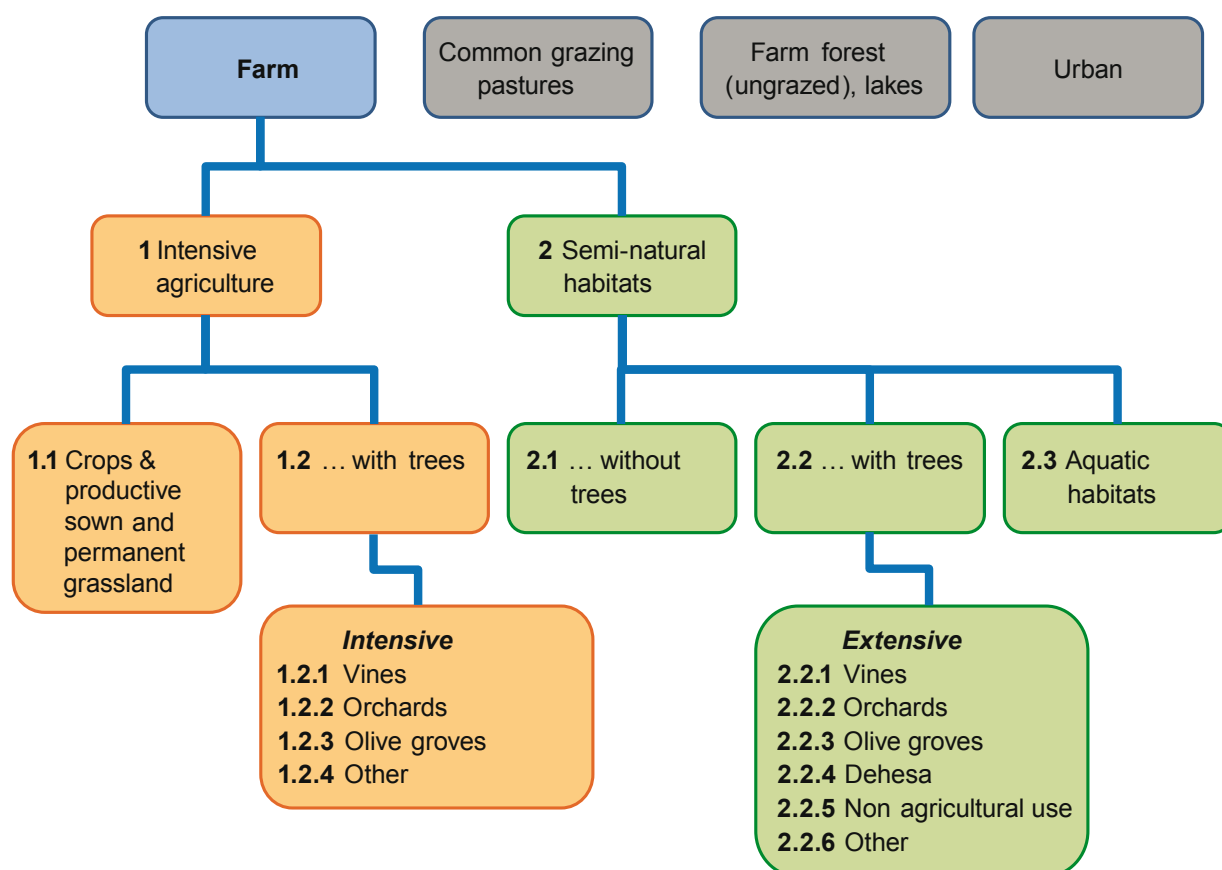 Farm
Common grazing
pastures
Farm forest
(ungrazed), lakes
Urban
1 Intensive
agriculture
2 Semi-natural
habitats
1.1 Crops &
productive
sown and
permanent
grassland
1.2 ... with trees
2.1 ... without
trees
2.2 ... with trees
2.3 Aquatic
habitats
Intensive
1.2.1 Vines
1.2.2 Orchards
1.2.3 Olive groves
1.2.4 Other
Extensive
2.2.1 Vines
2.2.2 Orchards
2.2.3 Olive groves
2.2.4 Dehesa
2.2.5 Non agricultural use
2.2.6 Other